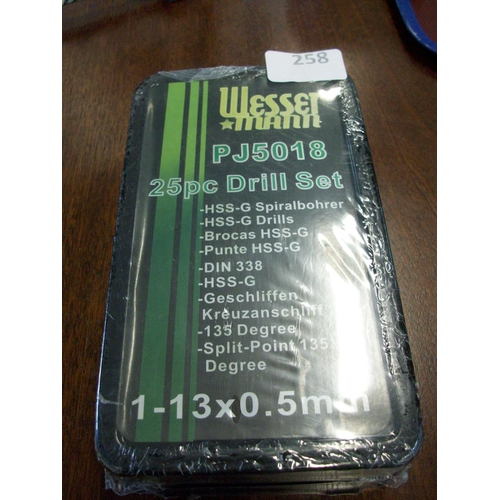 258
WESSEL
MANN
PJ5018
25pc Drill Set
-HSS-G Spiralbohrer
-HSS-G Drills
-Brocas HSS-G
-Punte HSS-G
-DIN 338
-HSS-G
-Geschliffen
Kreuzanschliff
-135 Degree
-Split-Point 135
Degree
1-13x0.5mm